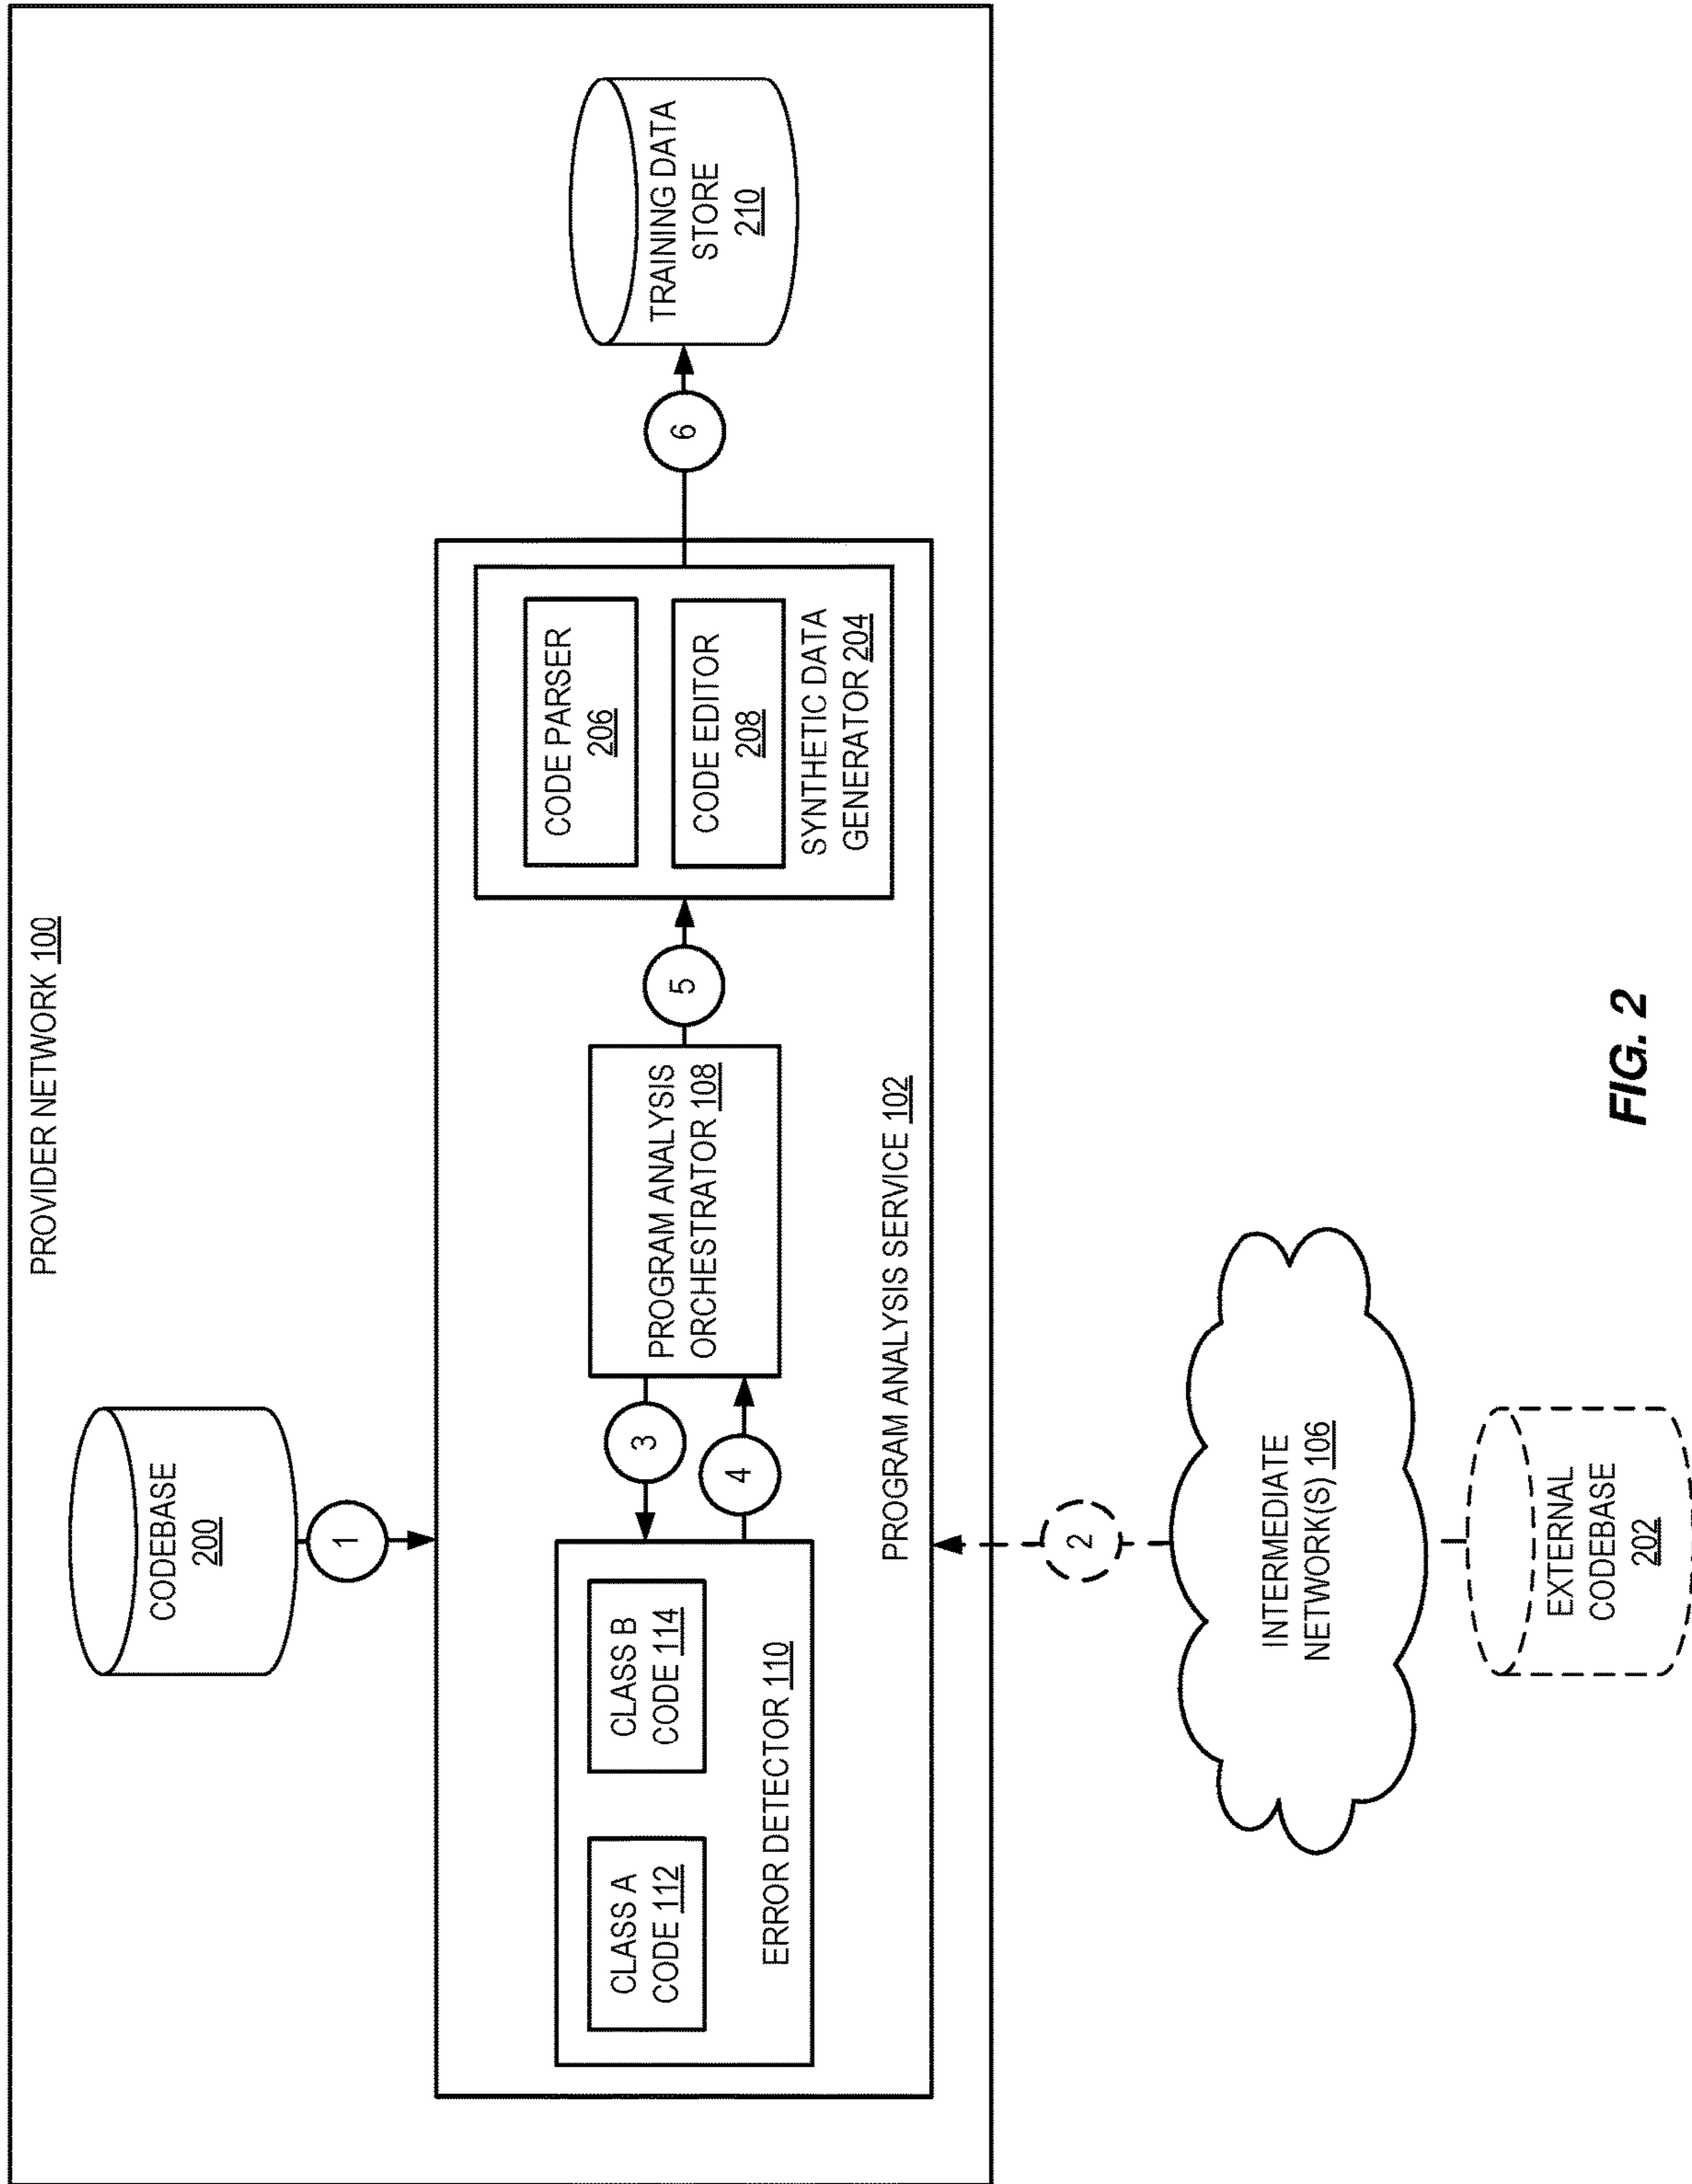 PROVIDER NETWORK 100
CODEBASE
200
1
CLASS A
CODE 112
CLASS B
CODE 114
ERROR DETECTOR 110
3
4
PROGRAM ANALYSIS
ORCHESTRATOR 108
5
CODE PARSER
206
CODE EDITOR
208
SYNTHETIC DATA
GENERATOR 204
6
TRAINING DATA
STORE
210
PROGRAM ANALYSIS SERVICE 102
2
INTERMEDIATE
NETWORK(S) 106
EXTERNAL
CODEBASE
202
FIG. 2